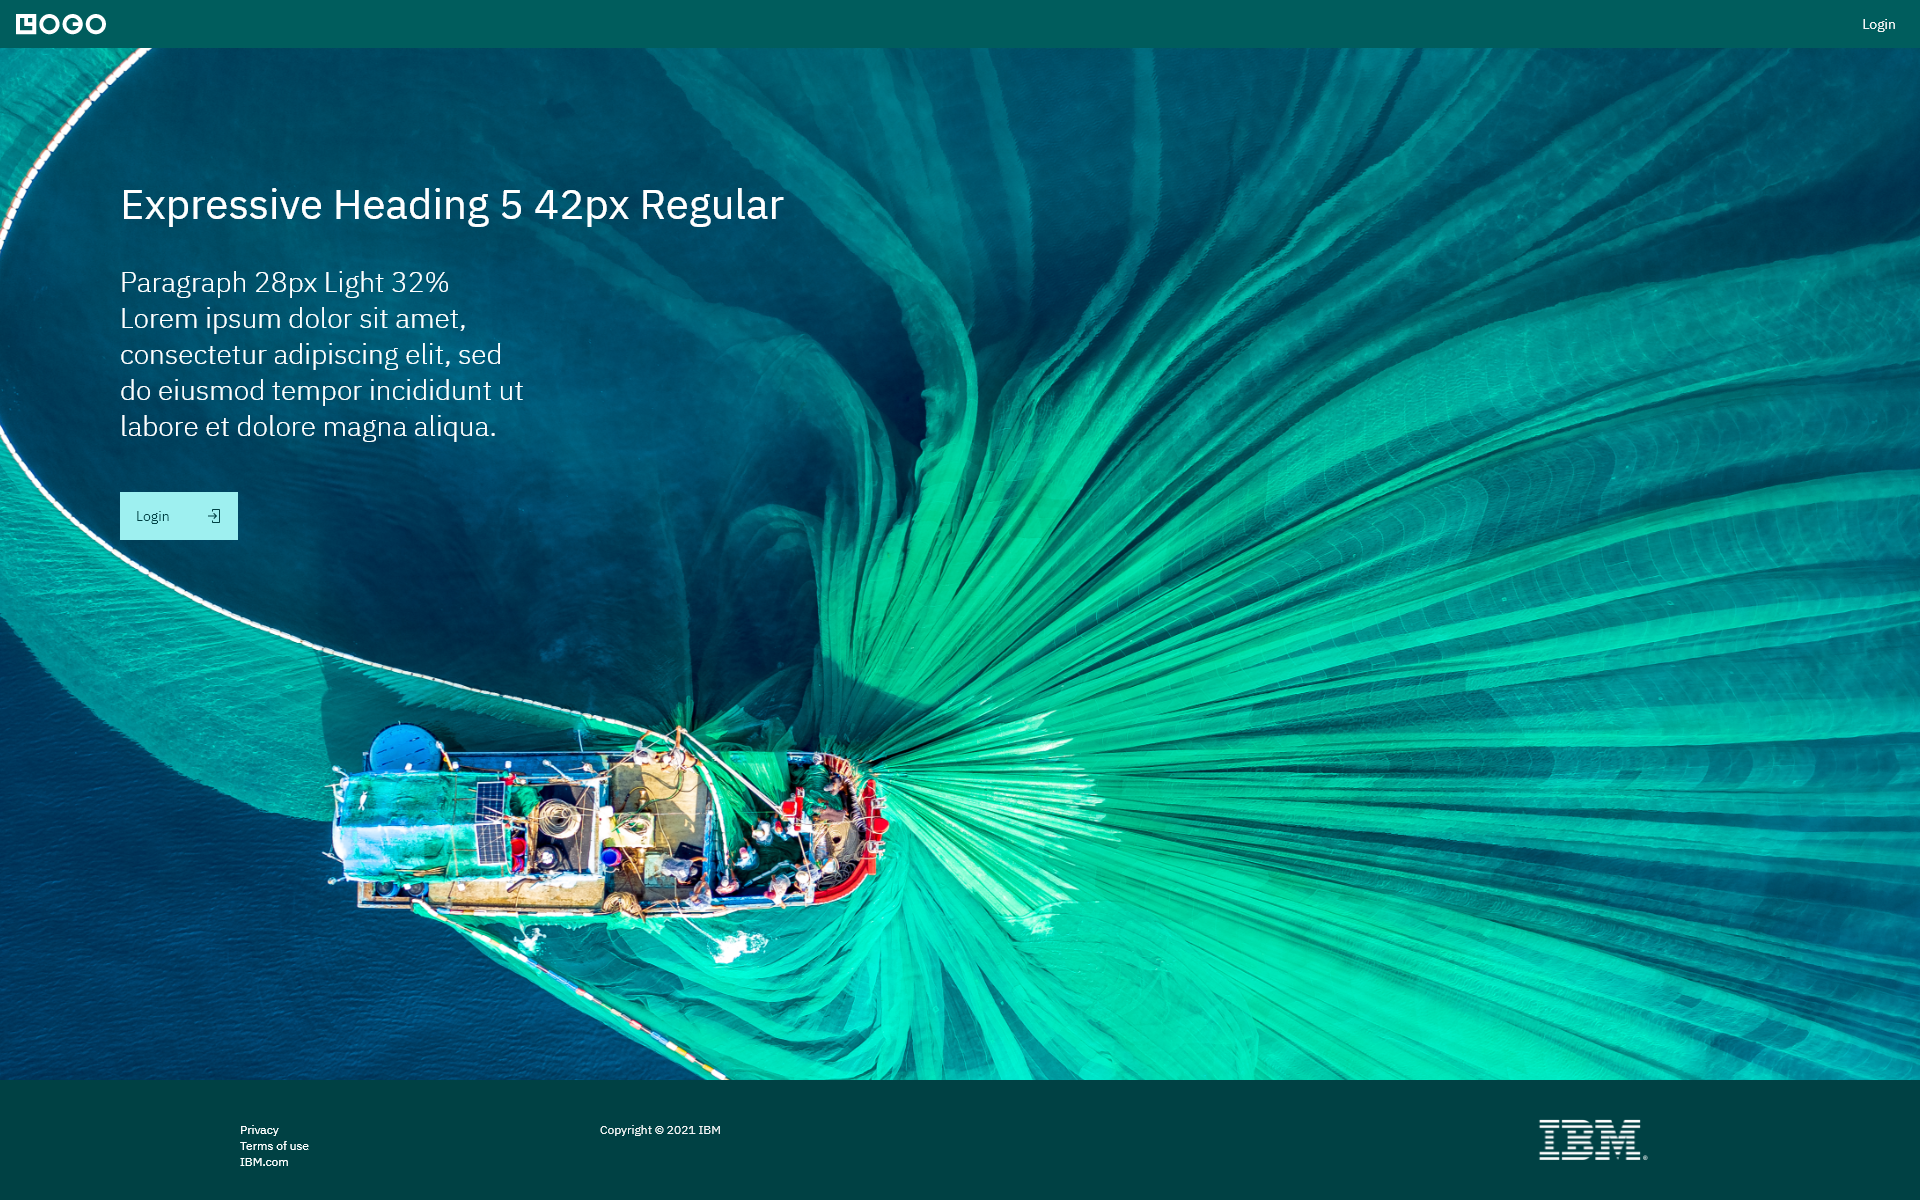 LOGO
Login
Expressive Heading 5 42px Regular
Paragraph 28px Light 32%
Lorem ipsum dolor sit amet,
consectetur adipiscing elit, sed
do eiusmod tempor incididunt ut
labore et dolore magna aliqua.
Login
Privacy
Terms of use
IBM.com
Copyright © 2021 IBM
IBM®